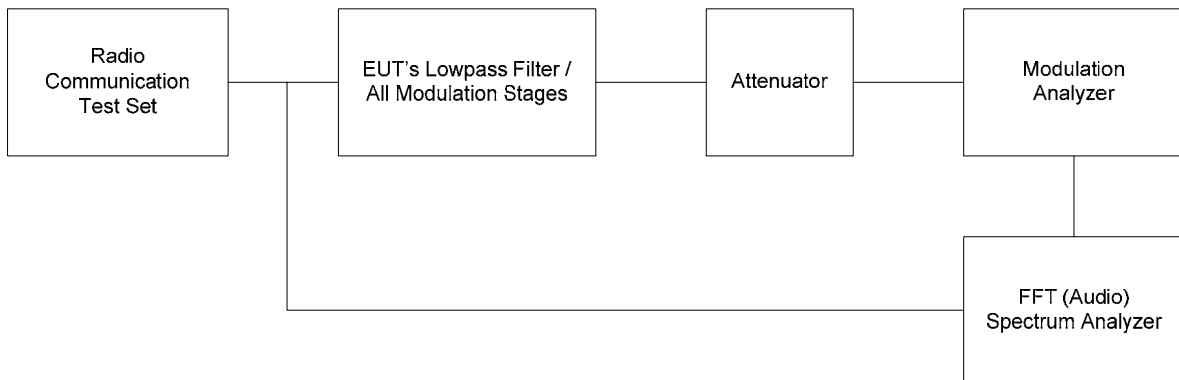 Radio
Communication
Test Set
EUT's Lowpass Filter /
All Modulation Stages
Attenuator
Modulation
Analyzer
FFT (Audio)
Spectrum Analyzer